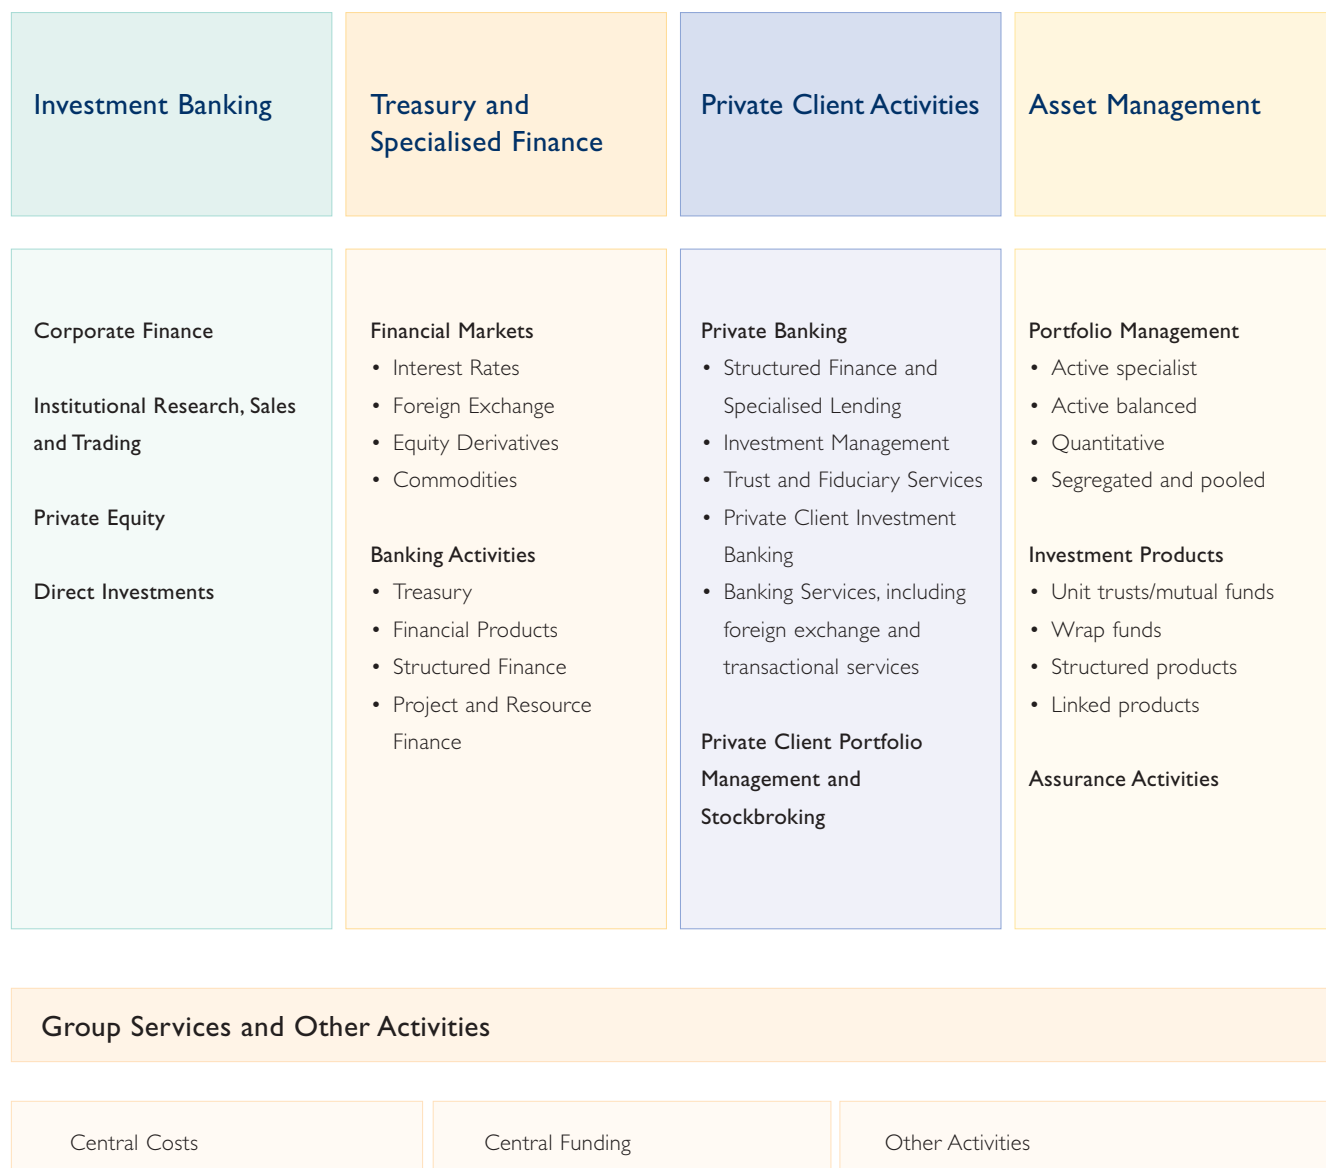 Investment Banking
Treasury and
Specialised Finance
Private Client Activities
Asset Management
Corporate Finance
Institutional Research, Sales
and Trading
Private Equity
Direct Investments
Financial Markets
• Interest Rates
• Foreign Exchange
• Equity Derivatives
• Commodities
Banking Activities
• Treasury
• Financial Products
• Structured Finance
• Project and Resource
Finance
Private Banking
• Structured Finance and
Specialised Lending
• Investment Management
• Trust and Fiduciary Services
• Private Client Investment
Banking
• Banking Services, including
foreign exchange and
transactional services
Private Client Portfolio
Management and
Stockbroking
Portfolio Management
• Active specialist
• Active balanced
• Quantitative
• Segregated and pooled
Investment Products
• Unit trusts/mutual funds
• Wrap funds
• Structured products
• Linked products
Assurance Activities
Group Services and Other Activities
Central Costs
Central Funding
Other Activities